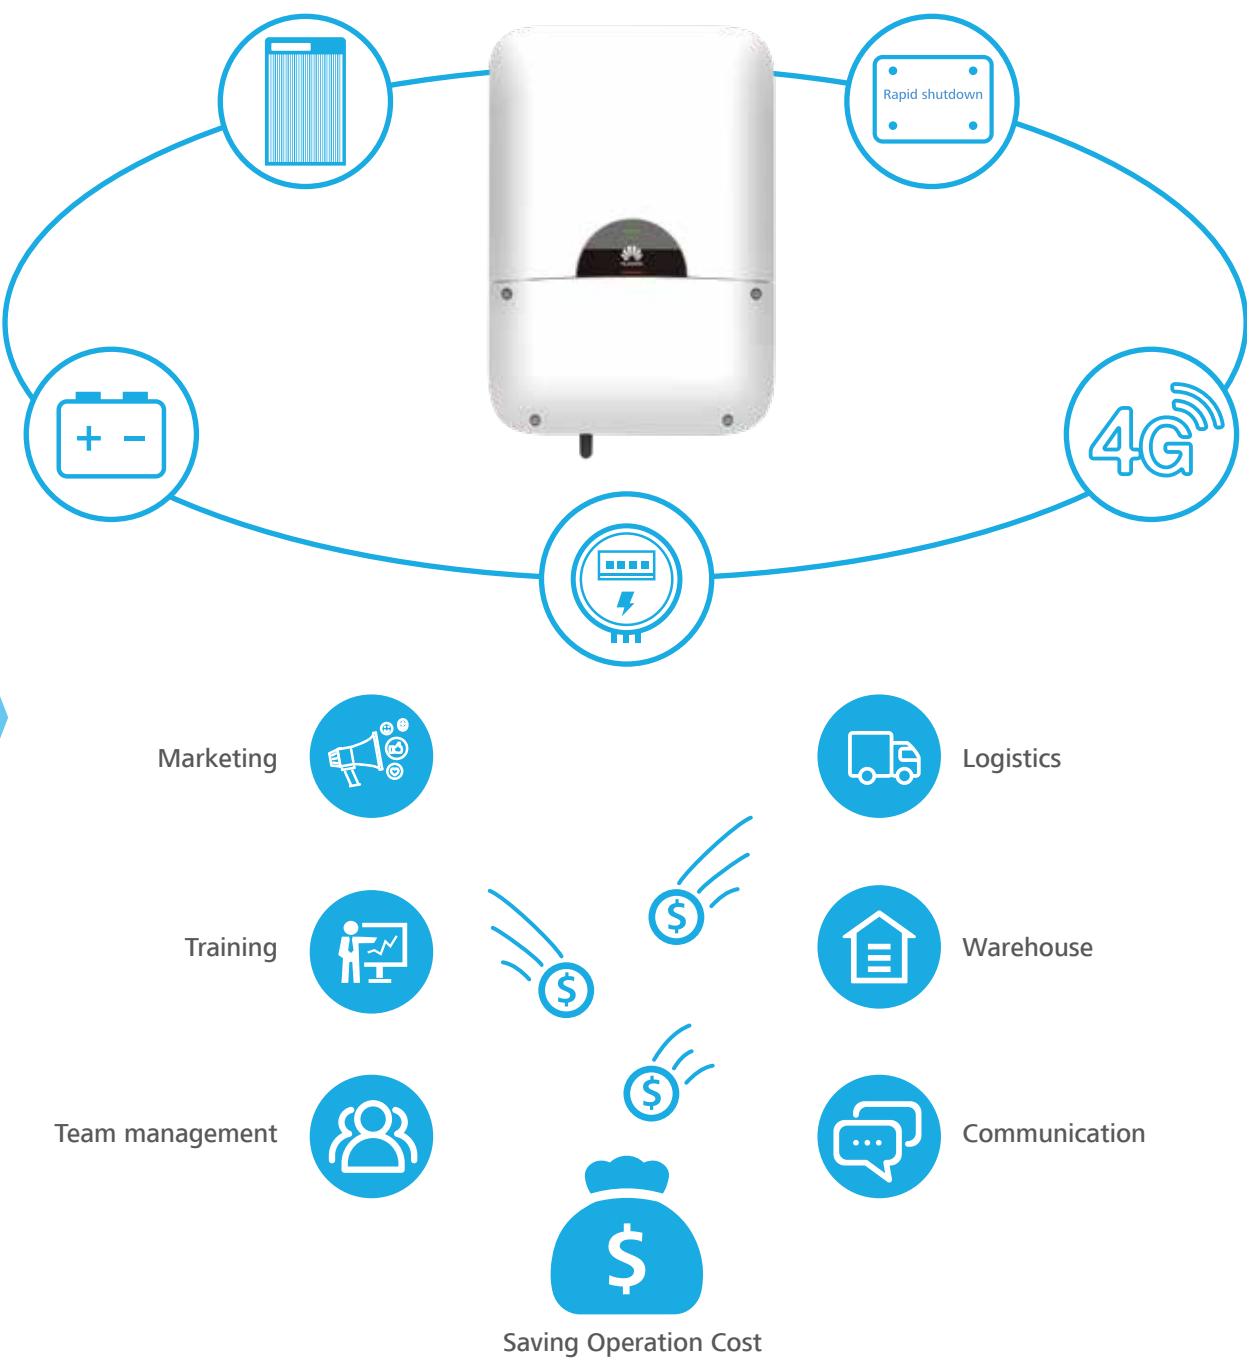 Rapid shutdown
4G
Marketing
Logistics
Training
Warehouse
Team management
Communication
Saving Operation Cost